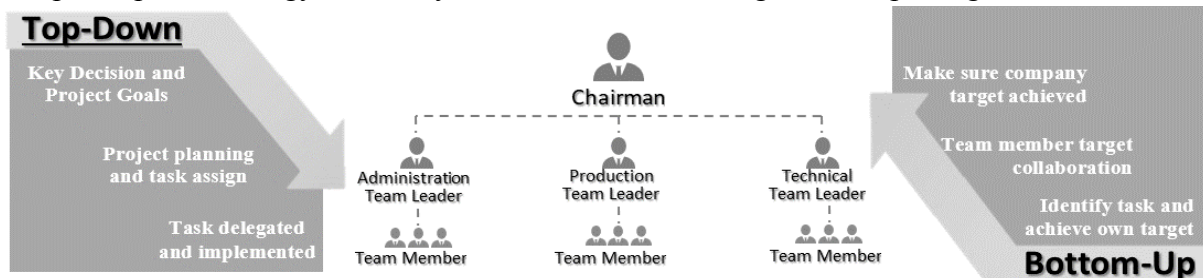 Top-Down
Key Decision and
Project Goals
Project planning
and task assign
Task delegated
and implemented
Chairman
Administration
Team Leader
Production
Team Leader
Technical
Team Leader
Team Member
Team Member
Team Member
Make sure company
target achieved
Team member target
collaboration
Identify task and
achieve own target
Bottom-Up